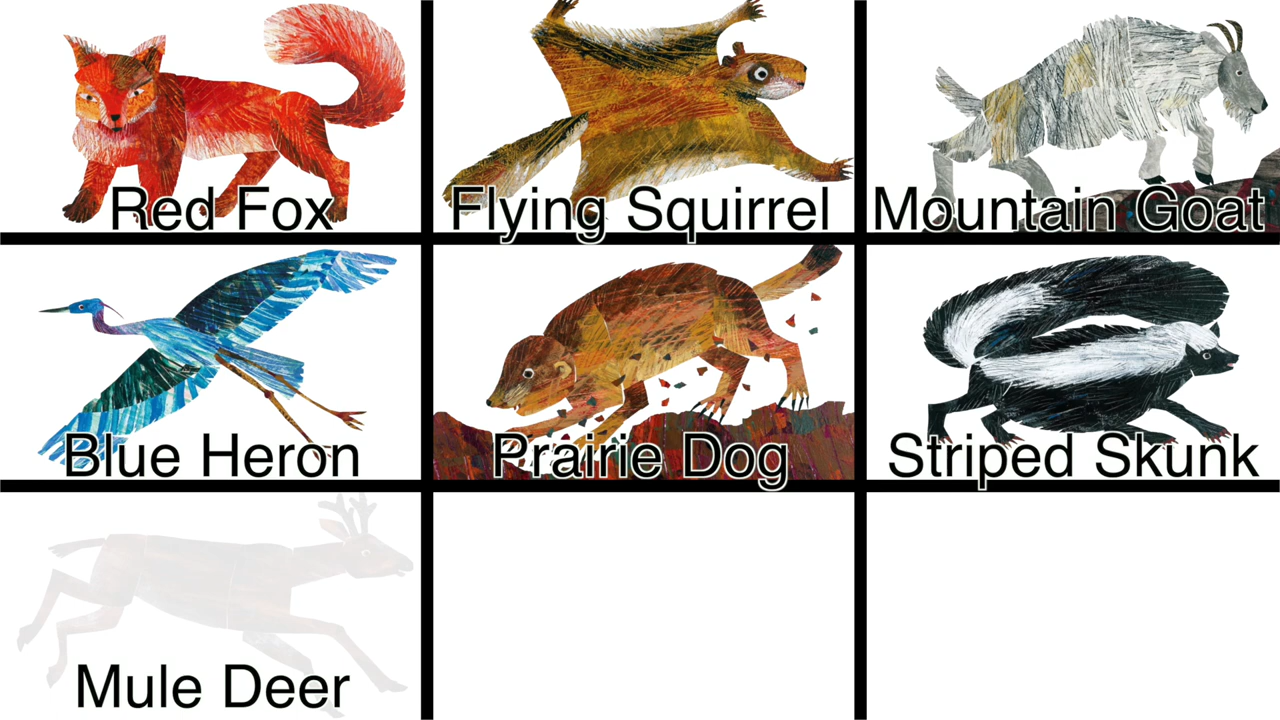 Red Fox
Flying Squirrel
Mountain Goat
Blue Heron
Prairie Dog
Striped Skunk
Mule Deer